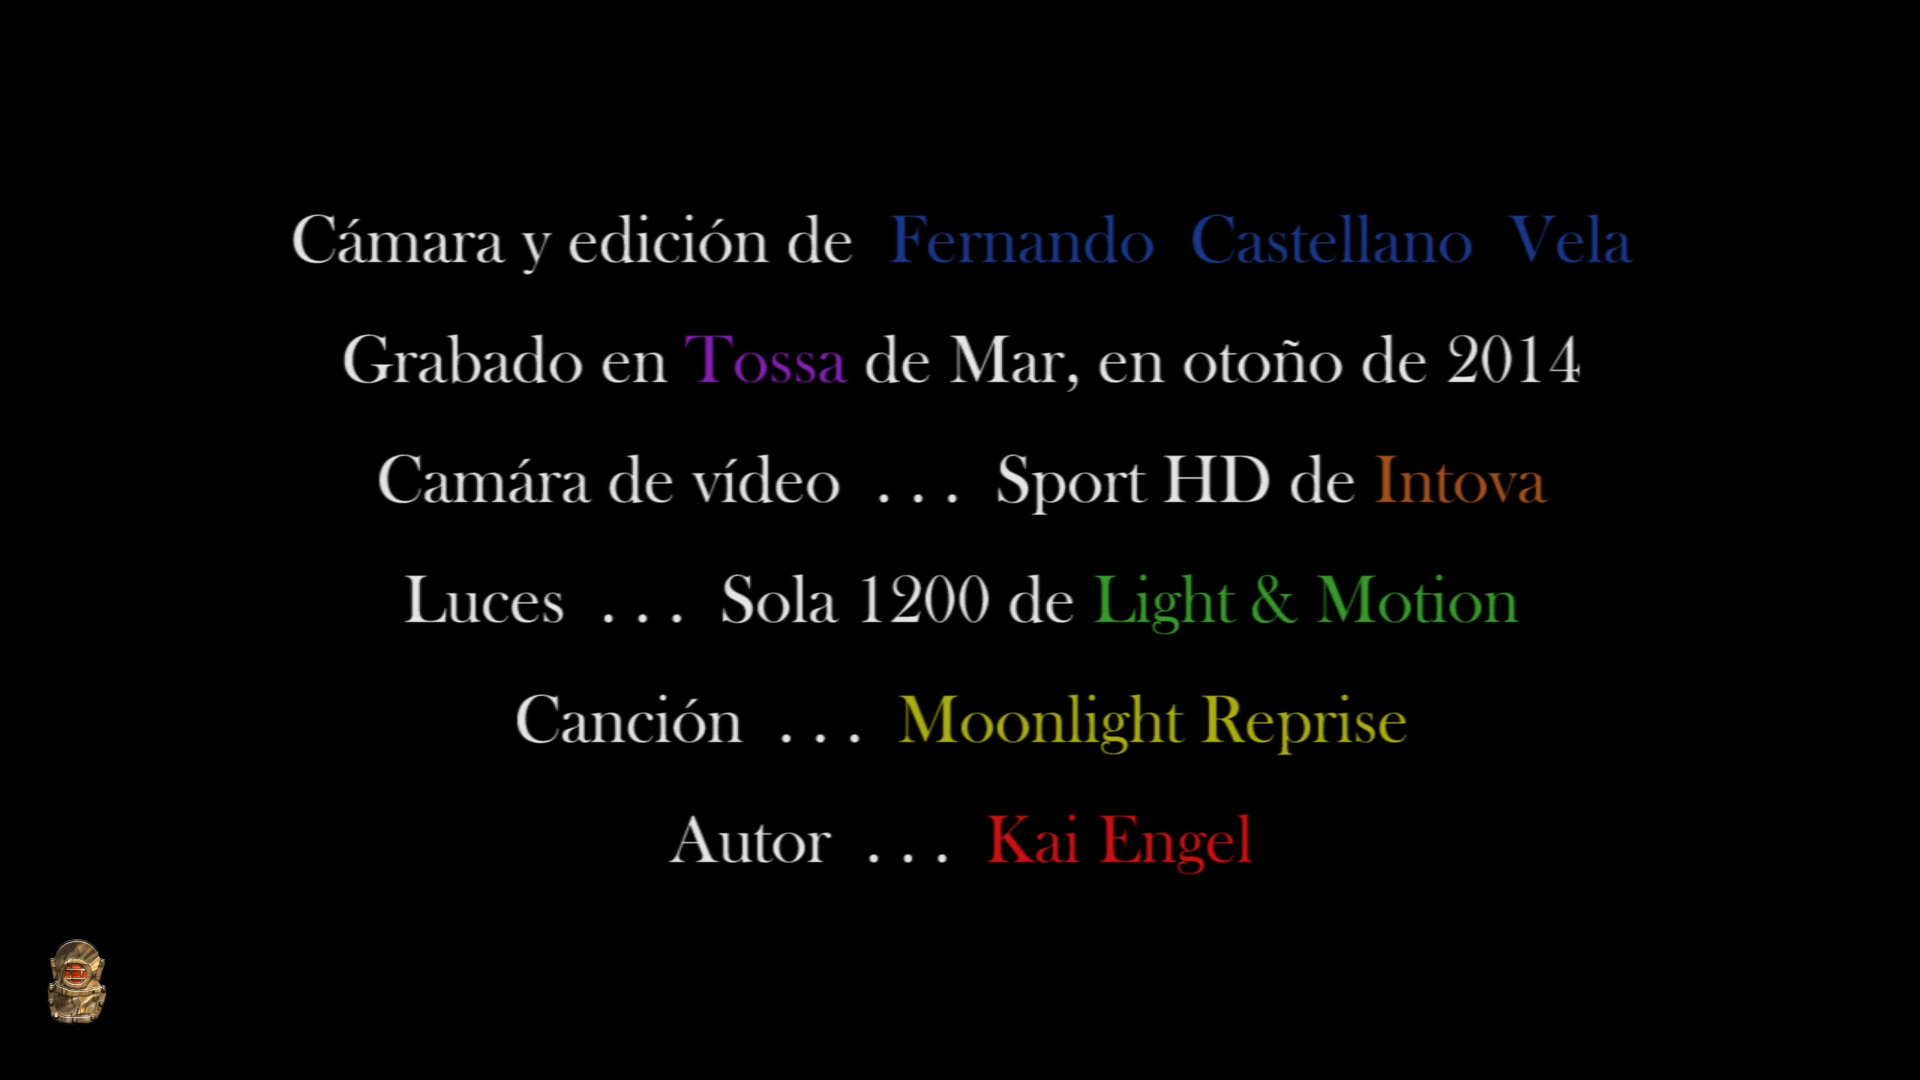 Cámara y edición de Fernando Castellano Vela
Grabado en Tossa de Mar, en otoño de 2014
Camára de vídeo . . . Sport HD de Intova
Luces . . . Sola 1200 de Light & Motion
Canción . . . Moonlight Reprise
Autor . . . Kai Engel